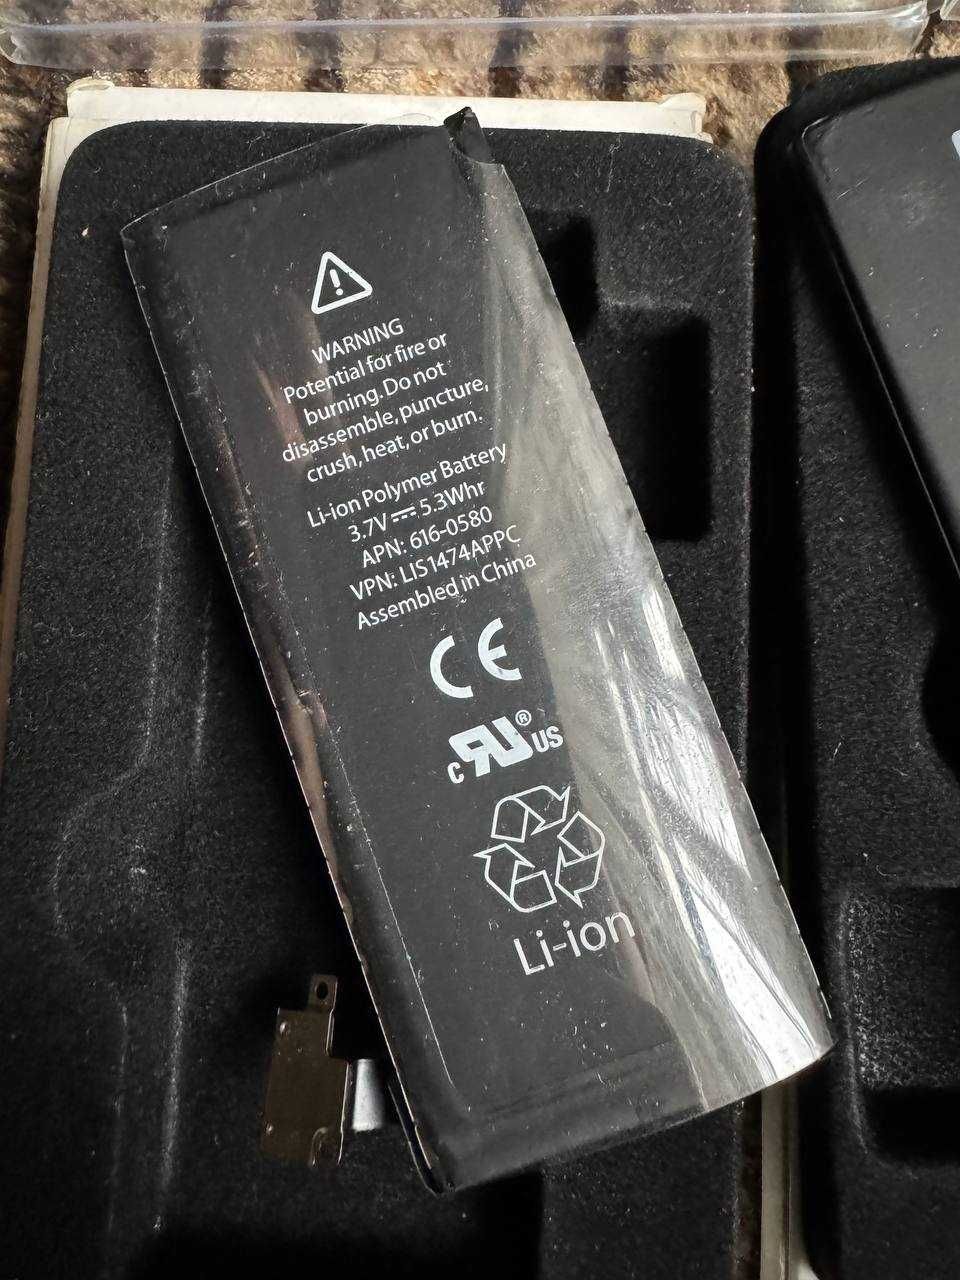 WARNING
Potential for fire or
burning. Do not
disassemble, puncture,
crush, heat, or burn.
Li-ion Polymer Battery
3.7V ⎓ 5.3Whr
APN: 616-0580
VPN: LIS1474APPC
Assembled in China
CE
c RU® US
Li-ion